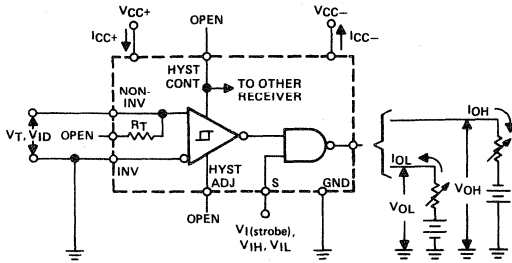 VCC+
OPEN
VCC−
ICC+
ICC−
HYST
CONT
TO OTHER
RECEIVER
NON-
INV
VT, VID
OPEN
RT
INV
HYST
ADJ
S
GND
OPEN
VI(strobe),
VIH, VIL
IOH
IOL
VOH
VOL